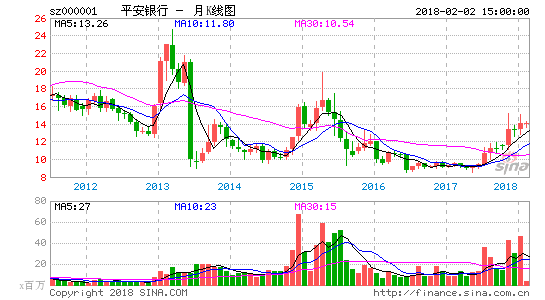 sz000001 平安银行 - 月K线图 2018-02-02 15:00:00
MA5:13.26 MA10:11.80 MA30:10.54
26
24
22
20
18
16
14
12
10
8
sina
2012 2013 2014 2015 2016 2017 2018
MA5:27 MA10:23 MA30:15
80
60
40
20
x百万
Copyright 2018 SINA.COM http://finance.sina.com.cn